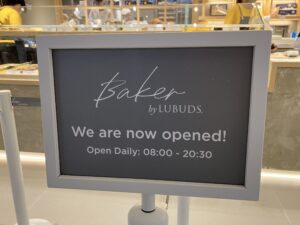 Baker
by LUBUDS.
We are now opened!
Open Daily: 08:00 - 20:30